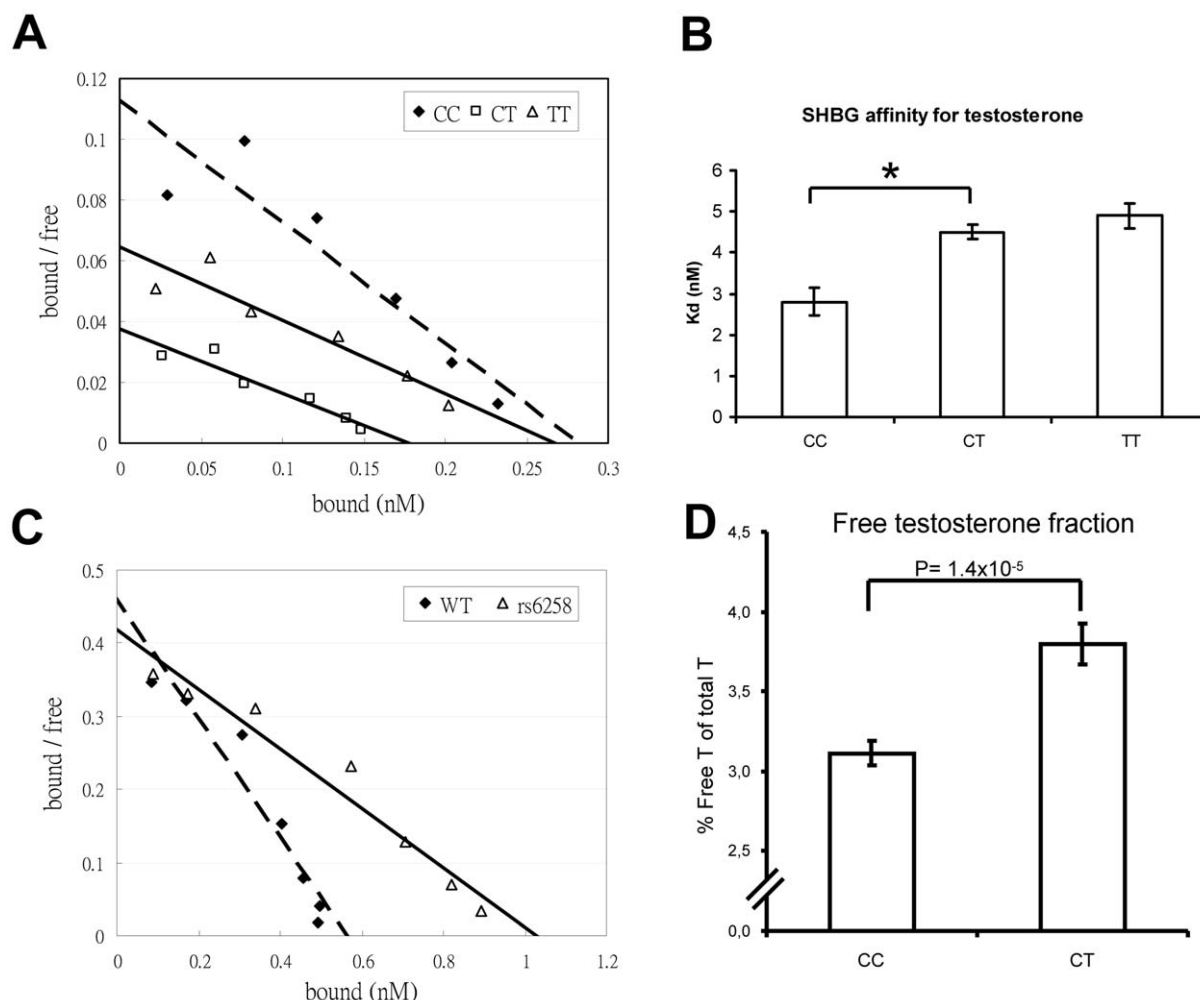 A
0.12
0.1
0.08
0.06
0.04
0.02
0
0 0.05 0.1 0.15 0.2 0.25 0.3
bound / free
bound (nM)
CC CT TT
B
SHBG affinity for testosterone
*
6
5
4
3
2
1
0
Kd (nM)
CC CT TT
C
0.5
0.4
0.3
0.2
0.1
0
0 0.2 0.4 0.6 0.8 1 1.2
bound / free
bound (nM)
WT rs6258
D
Free testosterone fraction
P= 1.4x10⁻⁵
4,5
4,0
3,5
3,0
2,5
0,0
% Free T of total T
CC CT